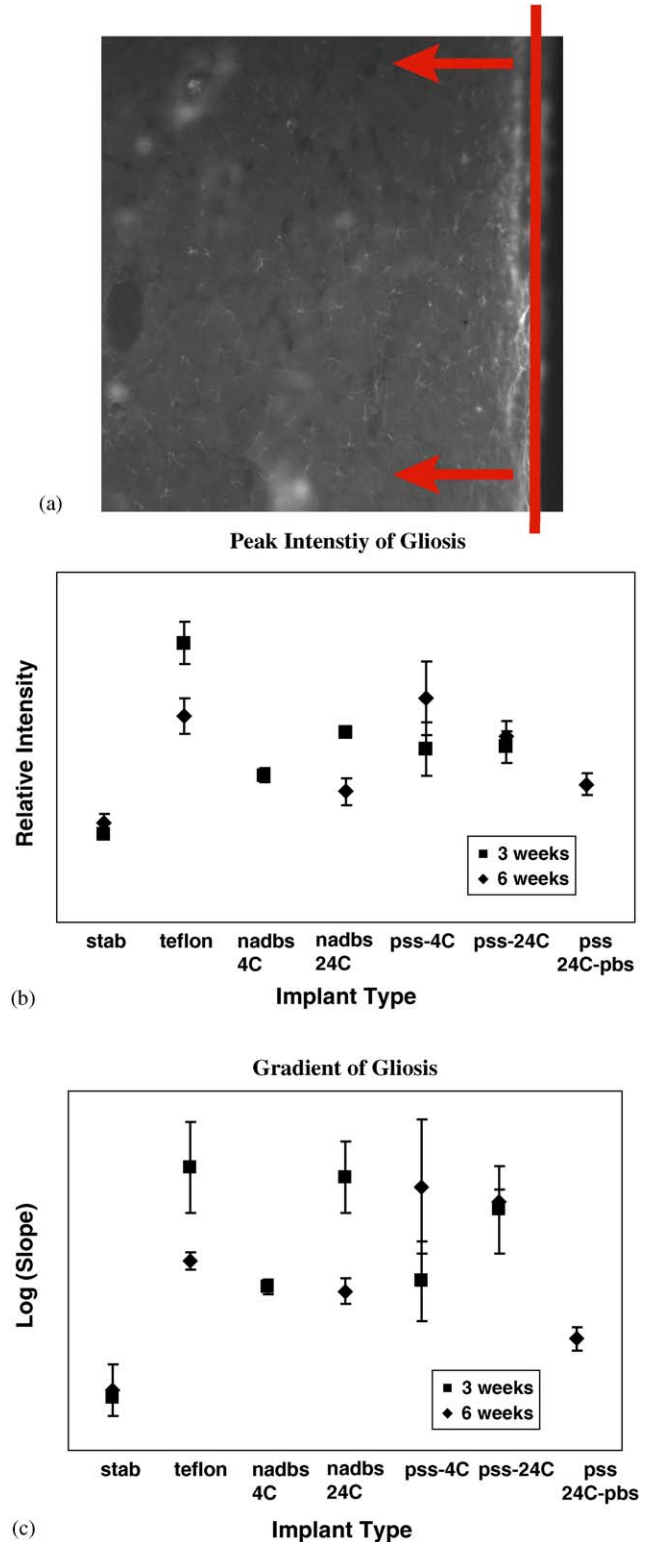 (a)
Peak Intenstiy of Gliosis
Relative Intensity
3 weeks
6 weeks
stab teflon nadbs pss-4C pss-24C pss
4C 24C 24C-pbs
Implant Type
(b)
Gradient of Gliosis
Log (Slope)
3 weeks
6 weeks
stab teflon nadbs nadbs pss-4C pss-24C pss
4C 24C 24C-pbs
Implant Type
(c)